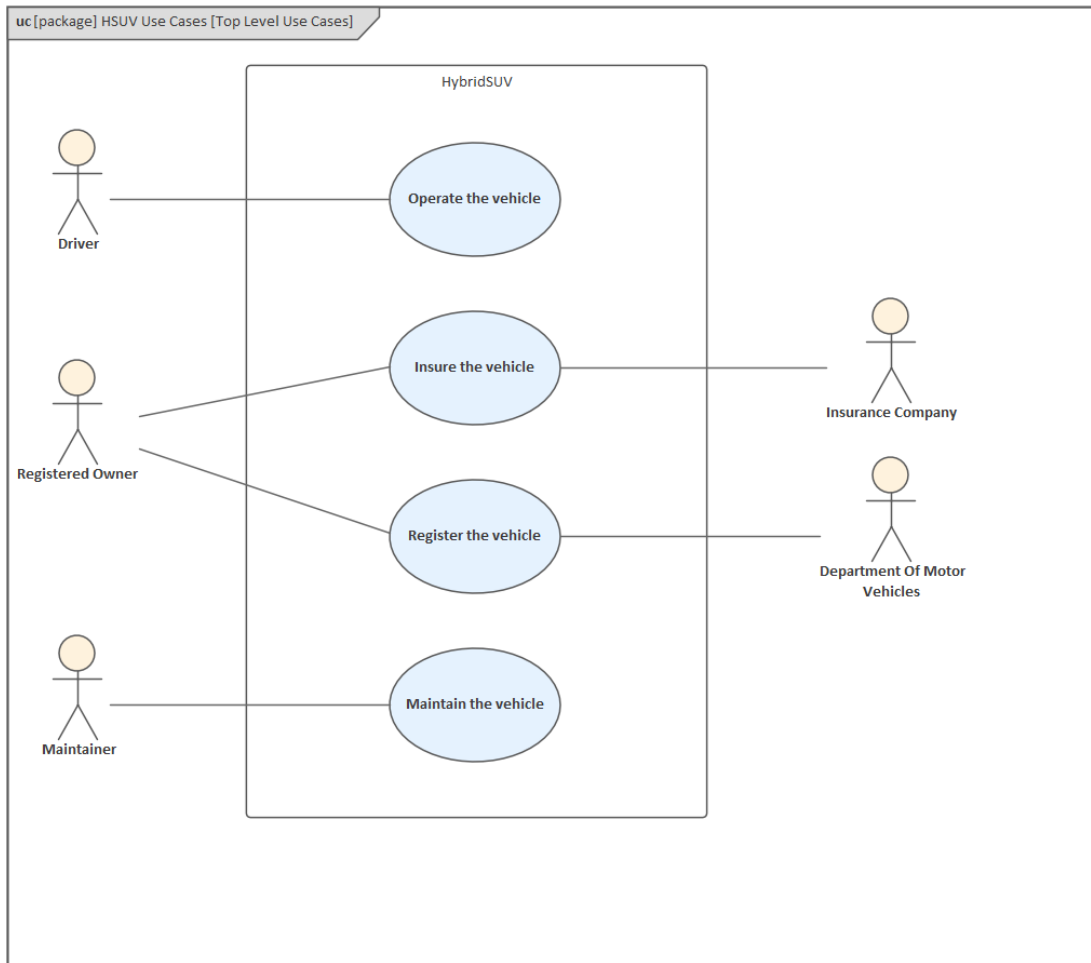 uc [package] HSUV Use Cases [Top Level Use Cases]
HybridSUV
Operate the vehicle
Driver
Insure the vehicle
Insurance Company
Registered Owner
Register the vehicle
Department Of Motor
Vehicles
Maintain the vehicle
Maintainer